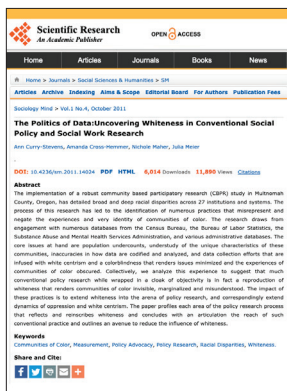 Scientific Research
An Academic Publisher
OPEN ACCESS
Home Articles Journals Books News
Home > Journals > Social Sciences & Humanities > SM
Articles Archive Indexing Aims & Scope Editorial Board For Authors Publication Fees
Sociology Mind > Vol.1 No.4, October 2011
The Politics of Data:Uncovering Whiteness in Conventional Social
Policy and Social Work Research
Ann Curry-Stevens, Amanda Cross-Hemmer, Nichole Maher, Julia Meier
DOI: 10.4236/sm.2011.14024 PDF HTML 6,014 Downloads 11,890 Views Citations
Abstract
The implementation of a robust community based participatory research (CBPR) study in Multnomah
County, Oregon, has detailed broad and deep racial disparities across 27 institutions and systems. The
process of this research has led to the identification of numerous practices that misrepresent and
negate the experiences and very identity of communities of color. The research draws from
engagement with numerous databases from the Census Bureau, the Bureau of Labor Statistics, the
Substance Abuse and Mental Health Services Administration, and various administrative databases. The
core issues at hand are population undercounts, understudy of the unique characteristics of these
communities, inaccuracies in how data are codified and analyzed, and data collection efforts that are
infused with white centrism and a colorblindness that renders issues minimized and the experiences of
communities of color obscured. Collectively, we analyze this experience to suggest that much
conventional policy research while wrapped in a cloak of objectivity is in fact a reproduction of
whiteness that renders communities of color invisible, marginalized and misunderstood. The impact of
these practices is to extend whiteness into the arena of policy research, and correspondingly extend
dynamics of oppression and white centrism. The paper profiles each area of the policy research process
that reflects and reinscribes whiteness and concludes with an articulation the reach of such
conventional practice and outlines an avenue to reduce the influence of whiteness.
Keywords
Communities of Color, Measurement, Policy Advocacy, Policy Research, Racial Disparities, Whiteness.
Share and Cite: